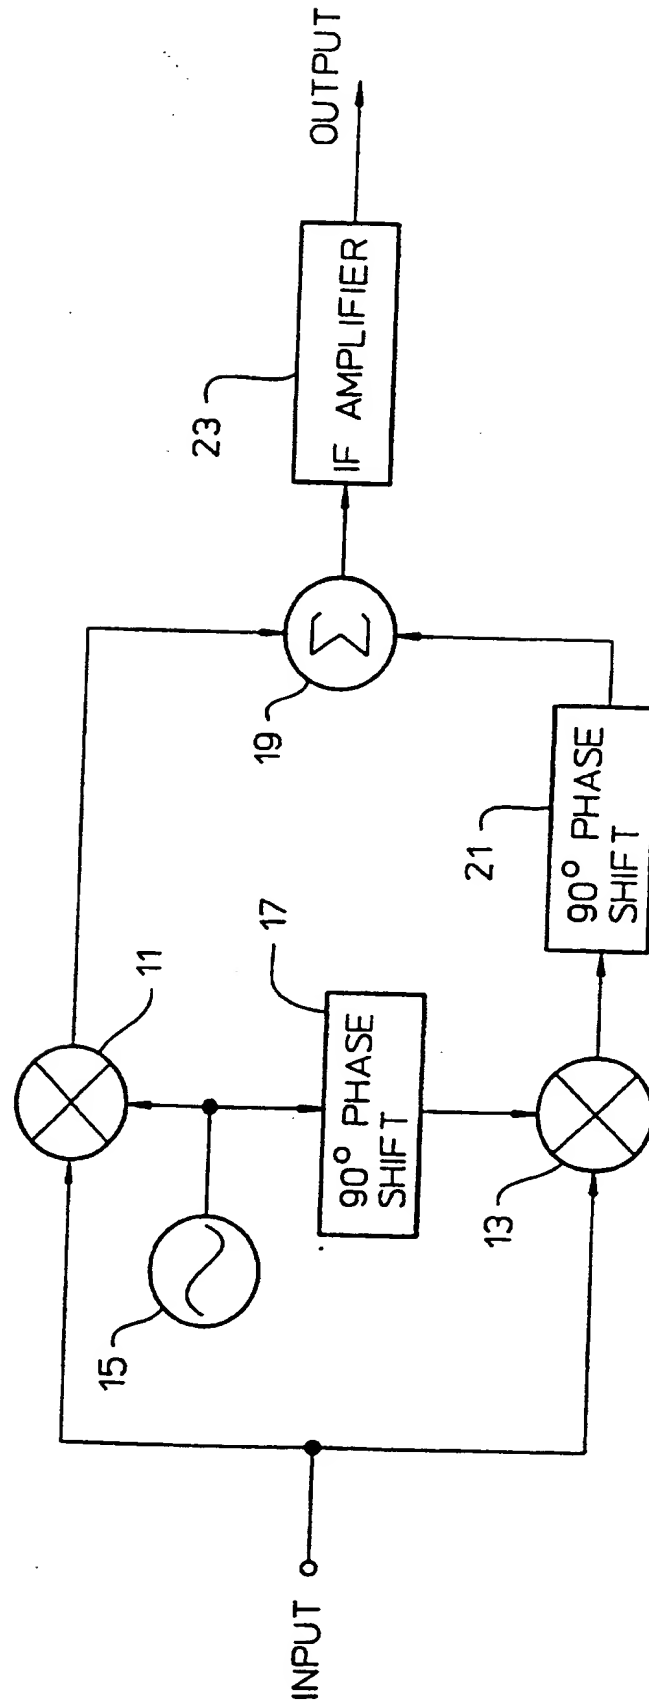 INPUT
15
11
17
90° PHASE
SHIFT
13
19
21
90° PHASE
SHIFT
23
IF AMPLIFIER
OUTPUT
Σ